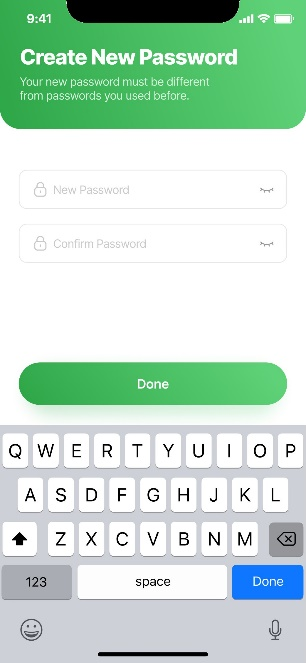 9:41
Create New Password
Your new password must be different
from passwords you used before.
New Password
Confirm Password
Done
Q W E R T Y U I O P
A S D F G H J K L
Z X C V B N M
123 space Done